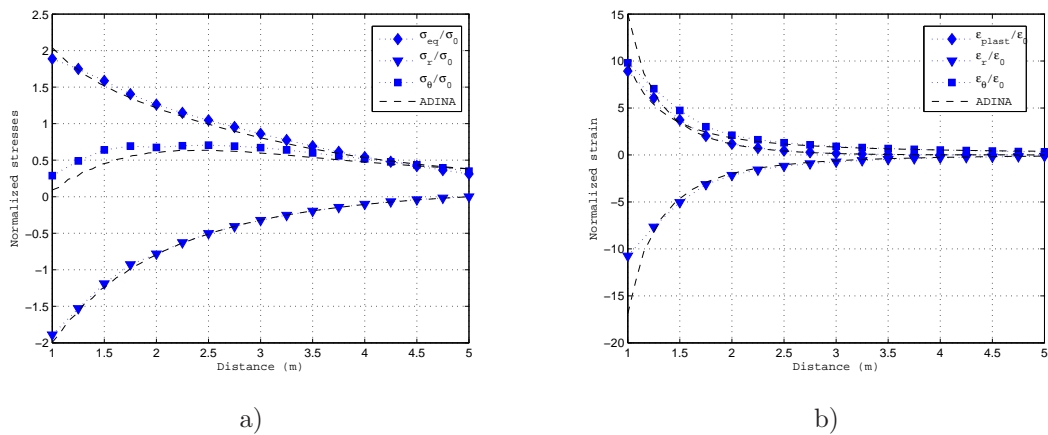 2.5
2
1.5
1
0.5
0
−0.5
−1
−1.5
−2
Normalized stresses
1 1.5 2 2.5 3 3.5 4 4.5 5
Distance (m)
σeq/σ0
σr/σ0
σθ/σ0
ADINA
a)
15
10
5
0
−5
−10
−15
−20
Normalized strain
1 1.5 2 2.5 3 3.5 4 4.5 5
Distance (m)
εplast/ε0
εr/ε0
εθ/ε0
ADINA
b)